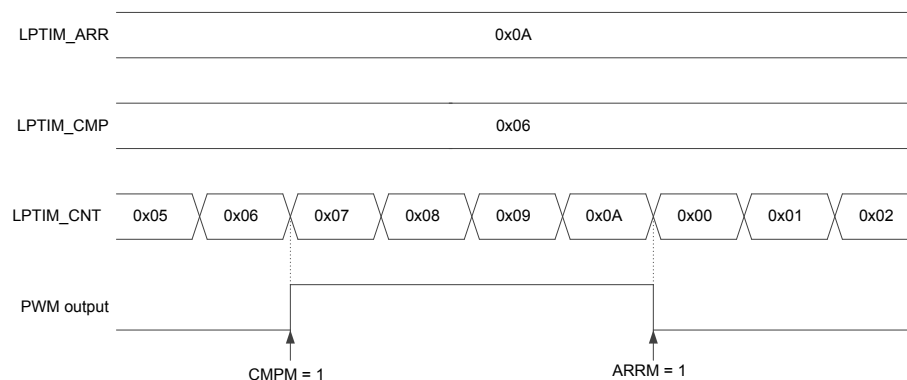 LPTIM_ARR 0x0A
LPTIM_CMP 0x06
LPTIM_CNT 0x05 0x06 0x07 0x08 0x09 0x0A 0x00 0x01 0x02
PWM output
CMPM = 1 ARRM = 1